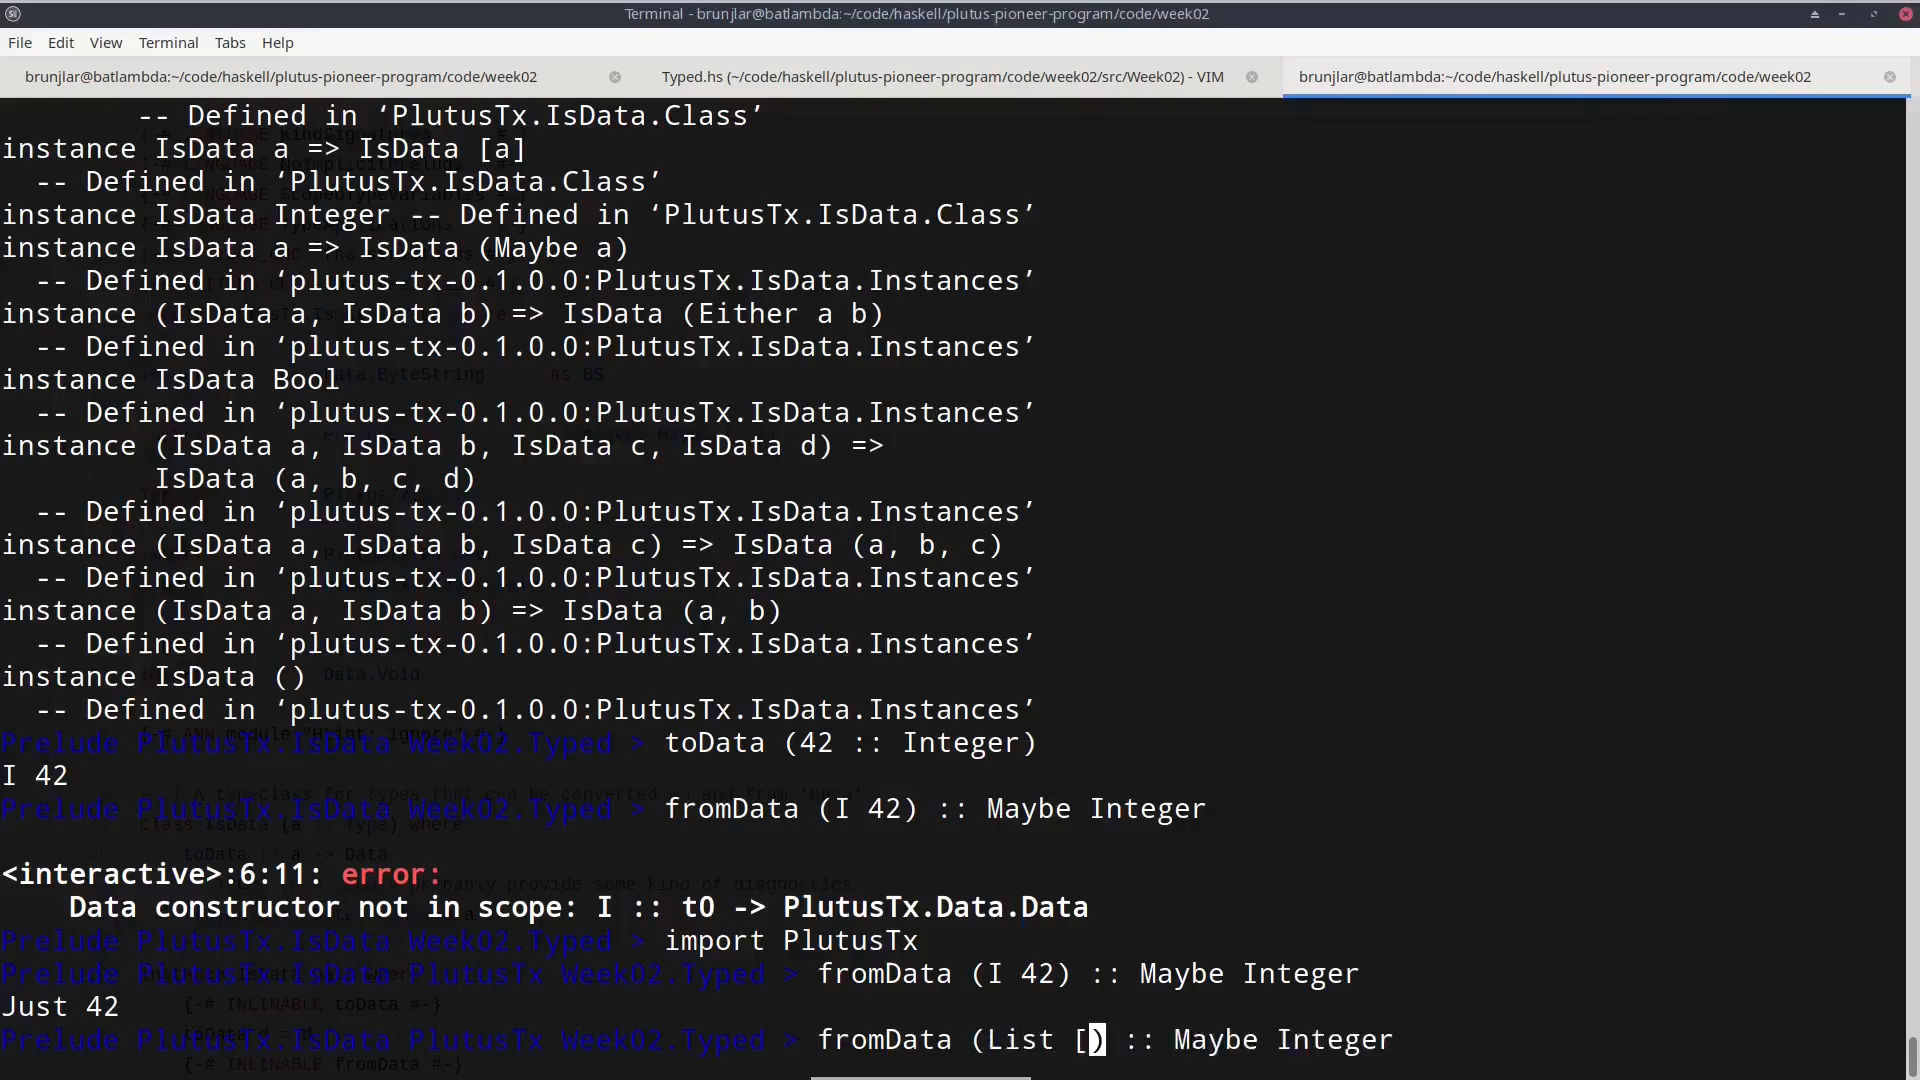 Terminal - brunjlar@batlambda:~/code/haskell/plutus-pioneer-program/code/week02
File Edit View Terminal Tabs Help
brunjlar@batlambda:~/code/haskell/plutus-pioneer-program/code/week02 Typed.hs (~/code/haskell/plutus-pioneer-program/code/week02/src/Week02) - VIM brunjlar@batlambda:~/code/haskell/plutus-pioneer-program/code/week02
-- Defined in ‘PlutusTx.IsData.Class’
instance IsData a => IsData [a]
-- Defined in ‘PlutusTx.IsData.Class’
instance IsData Integer -- Defined in ‘PlutusTx.IsData.Class’
instance IsData a => IsData (Maybe a)
-- Defined in ‘plutus-tx-0.1.0.0:PlutusTx.IsData.Instances’
instance (IsData a, IsData b) => IsData (Either a b)
-- Defined in ‘plutus-tx-0.1.0.0:PlutusTx.IsData.Instances’
instance IsData Bool
-- Defined in ‘plutus-tx-0.1.0.0:PlutusTx.IsData.Instances’
instance (IsData a, IsData b, IsData c, IsData d) =>
IsData (a, b, c, d)
-- Defined in ‘plutus-tx-0.1.0.0:PlutusTx.IsData.Instances’
instance (IsData a, IsData b, IsData c) => IsData (a, b, c)
-- Defined in ‘plutus-tx-0.1.0.0:PlutusTx.IsData.Instances’
instance (IsData a, IsData b) => IsData (a, b)
-- Defined in ‘plutus-tx-0.1.0.0:PlutusTx.IsData.Instances’
instance IsData ()
-- Defined in ‘plutus-tx-0.1.0.0:PlutusTx.IsData.Instances’
Prelude PlutusTx.IsData Week02.Typed > toData (42 :: Integer)
I 42
Prelude PlutusTx.IsData Week02.Typed > fromData (I 42) :: Maybe Integer
<interactive>:6:11: error:
Data constructor not in scope: I :: t0 -> PlutusTx.Data.Data
Prelude PlutusTx.IsData Week02.Typed > import PlutusTx
Prelude PlutusTx.IsData PlutusTx Week02.Typed > fromData (I 42) :: Maybe Integer
Just 42
Prelude PlutusTx.IsData PlutusTx Week02.Typed > fromData (List [) :: Maybe Integer